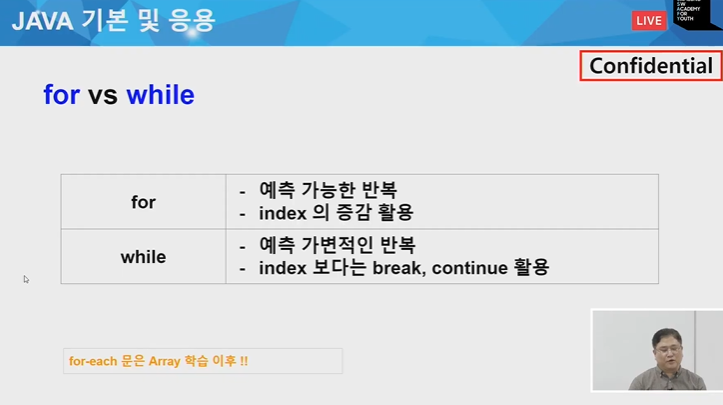 JAVA 기본 및 응용
LIVE
SW ACADEMY
FOR
YOUTH
Confidential
for vs while
for
- 예측 가능한 반복
- index 의 증감 활용
while
- 예측 가변적인 반복
- index 보다는 break, continue 활용
for-each 문은 Array 학습 이후 !!